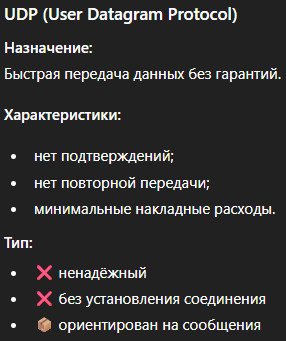 UDP (User Datagram Protocol)
Назначение:
Быстрая передача данных без гарантий.
Характеристики:
• нет подтверждений;
• нет повторной передачи;
• минимальные накладные расходы.
Тип:
• ❌ ненадёжный
• ❌ без установления соединения
• 📦 ориентирован на сообщения